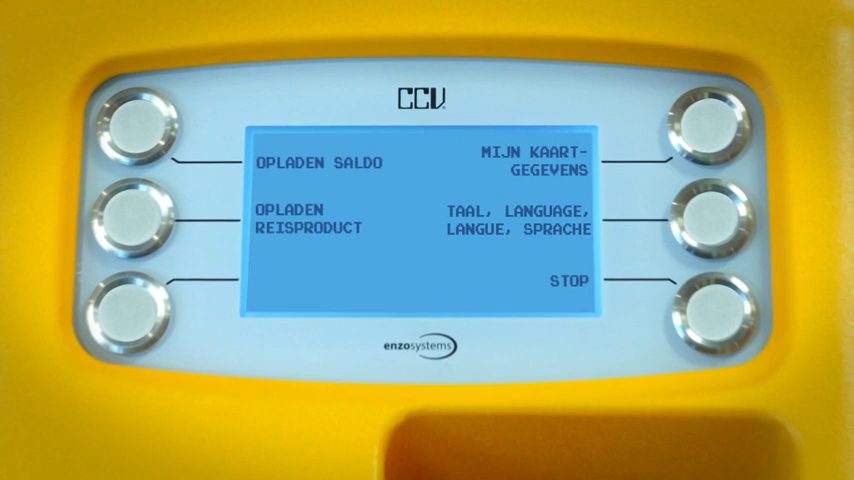 CCV
OPLADEN SALDO
MIJN KAART-
GEGEVENS
OPLADEN
REISPRODUCT
TAAL, LANGUAGE,
LANGUE, SPRACHE
STOP
enzosystems